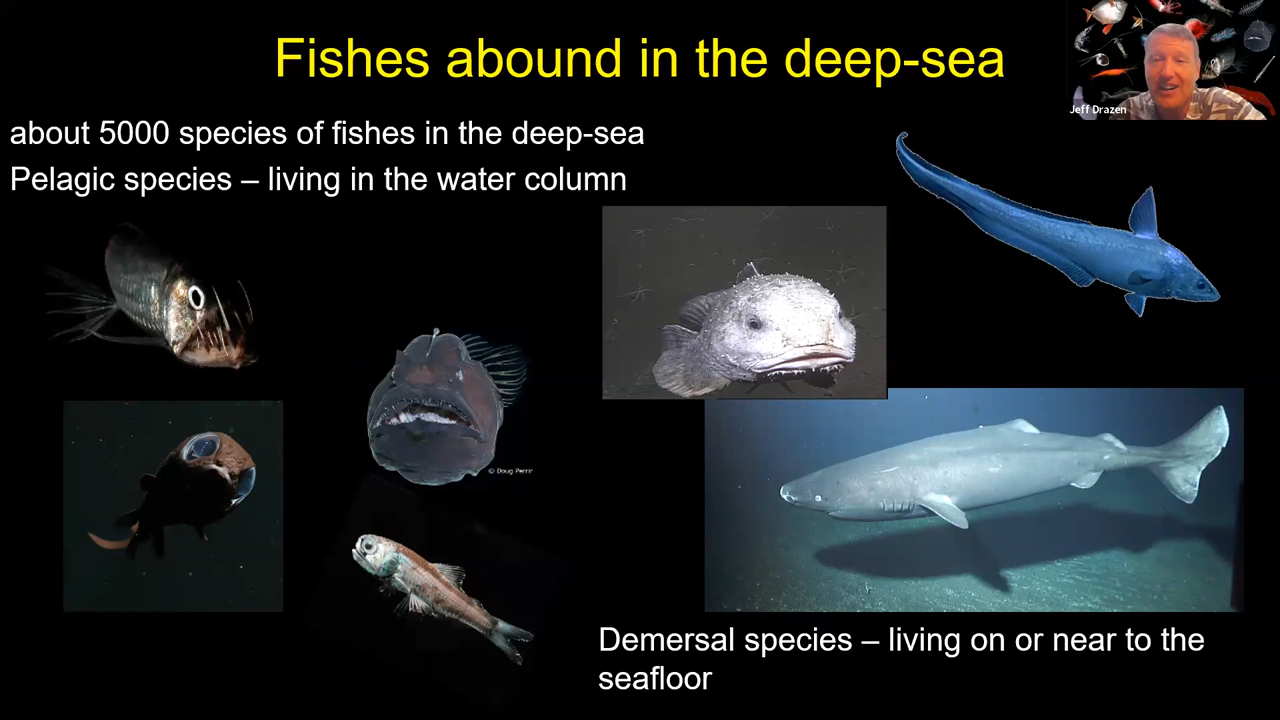 Fishes abound in the deep-sea
Jeff Drazen
about 5000 species of fishes in the deep-sea
Pelagic species – living in the water column
© Doug Perrin
Demersal species – living on or near to the
seafloor